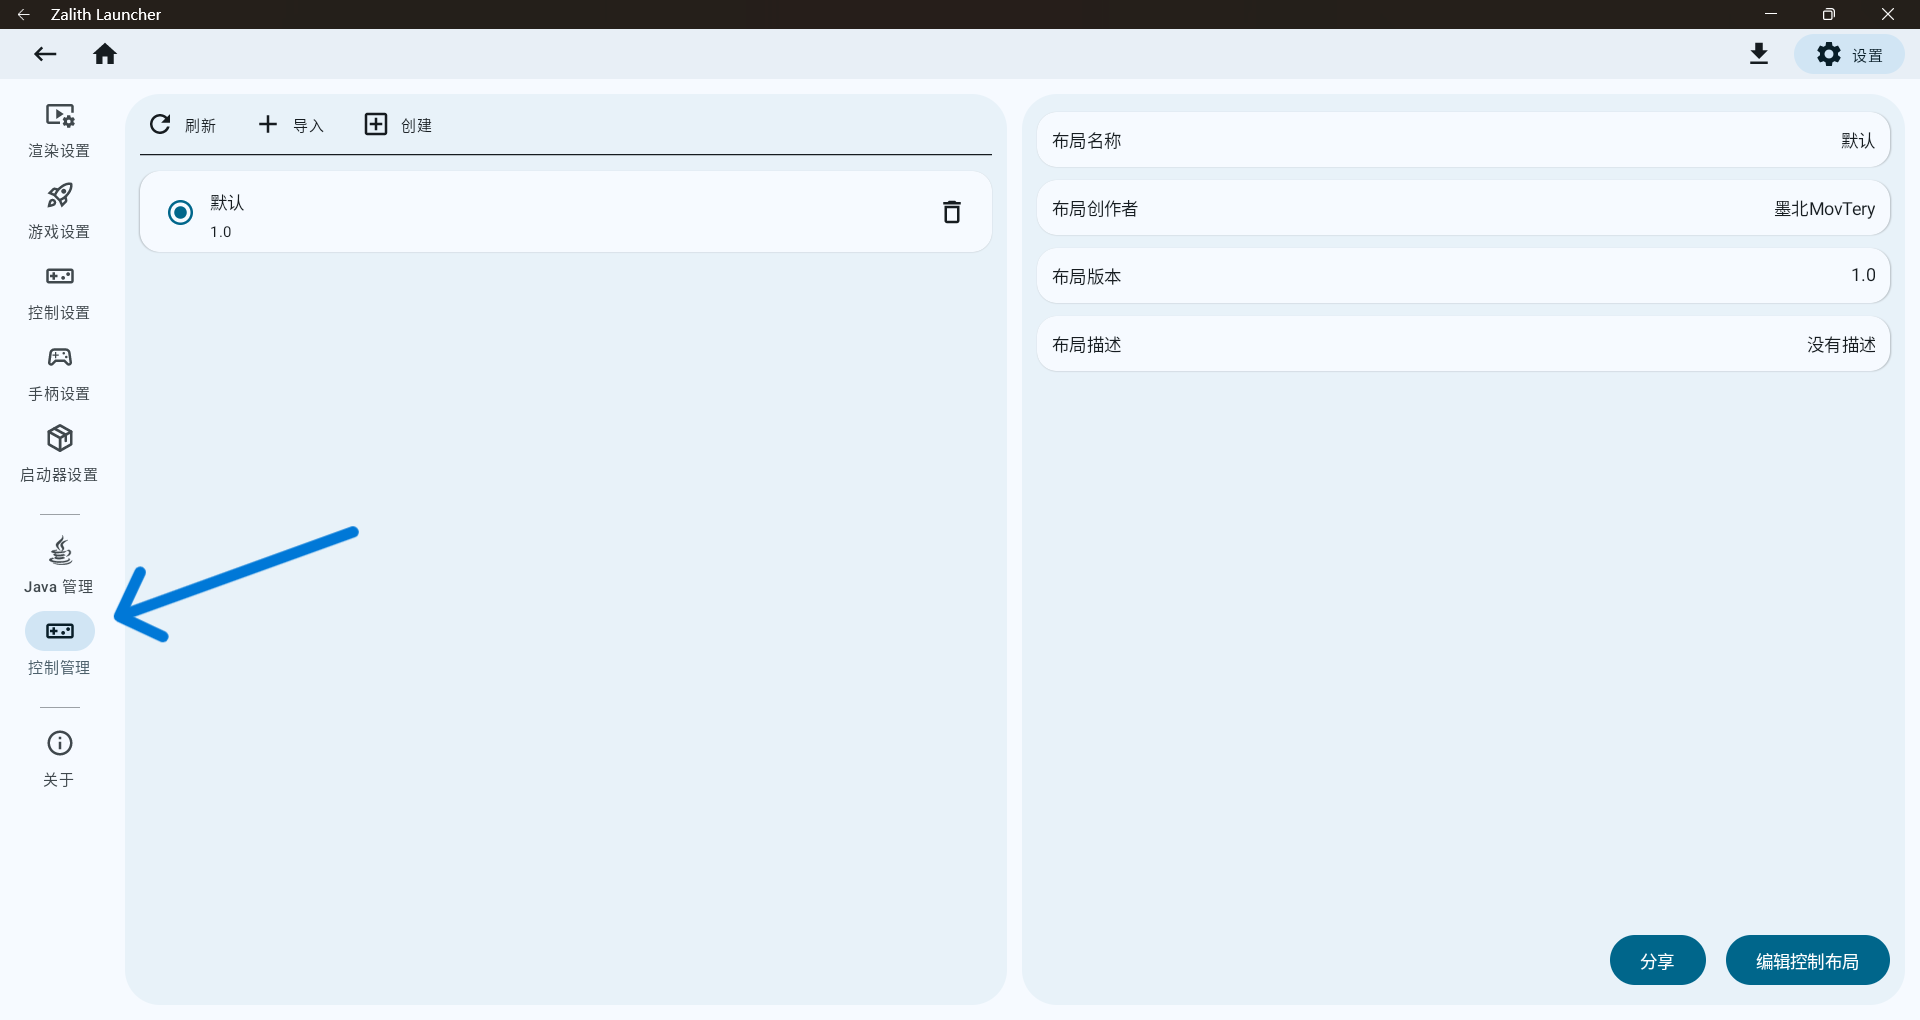 Zalith Launcher
设置
渲染设置
游戏设置
控制设置
手柄设置
启动器设置
Java 管理
控制管理
关于
刷新
导入
创建
默认
1.0
布局名称
默认
布局创作者
墨北MovTery
布局版本
1.0
布局描述
没有描述
分享
编辑控制布局